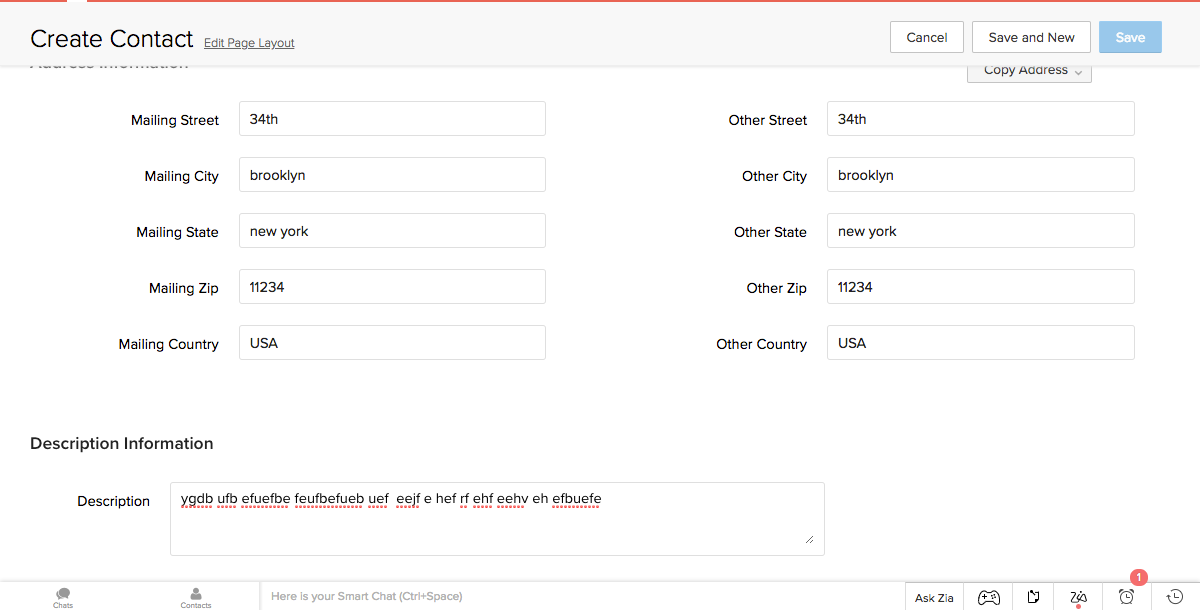 Create Contact Edit Page Layout Cancel Save and New Save
Address Information Copy Address
Mailing Street 34th Other Street 34th
Mailing City brooklyn Other City brooklyn
Mailing State new york Other State new york
Mailing Zip 11234 Other Zip 11234
Mailing Country USA Other Country USA
Description Information
Description ygdb ufb efuefbe feufbefueb uef eejf e hef rf ehf eehv eh efbuefe
1
Chats Contacts Here is your Smart Chat (Ctrl+Space) Ask Zia